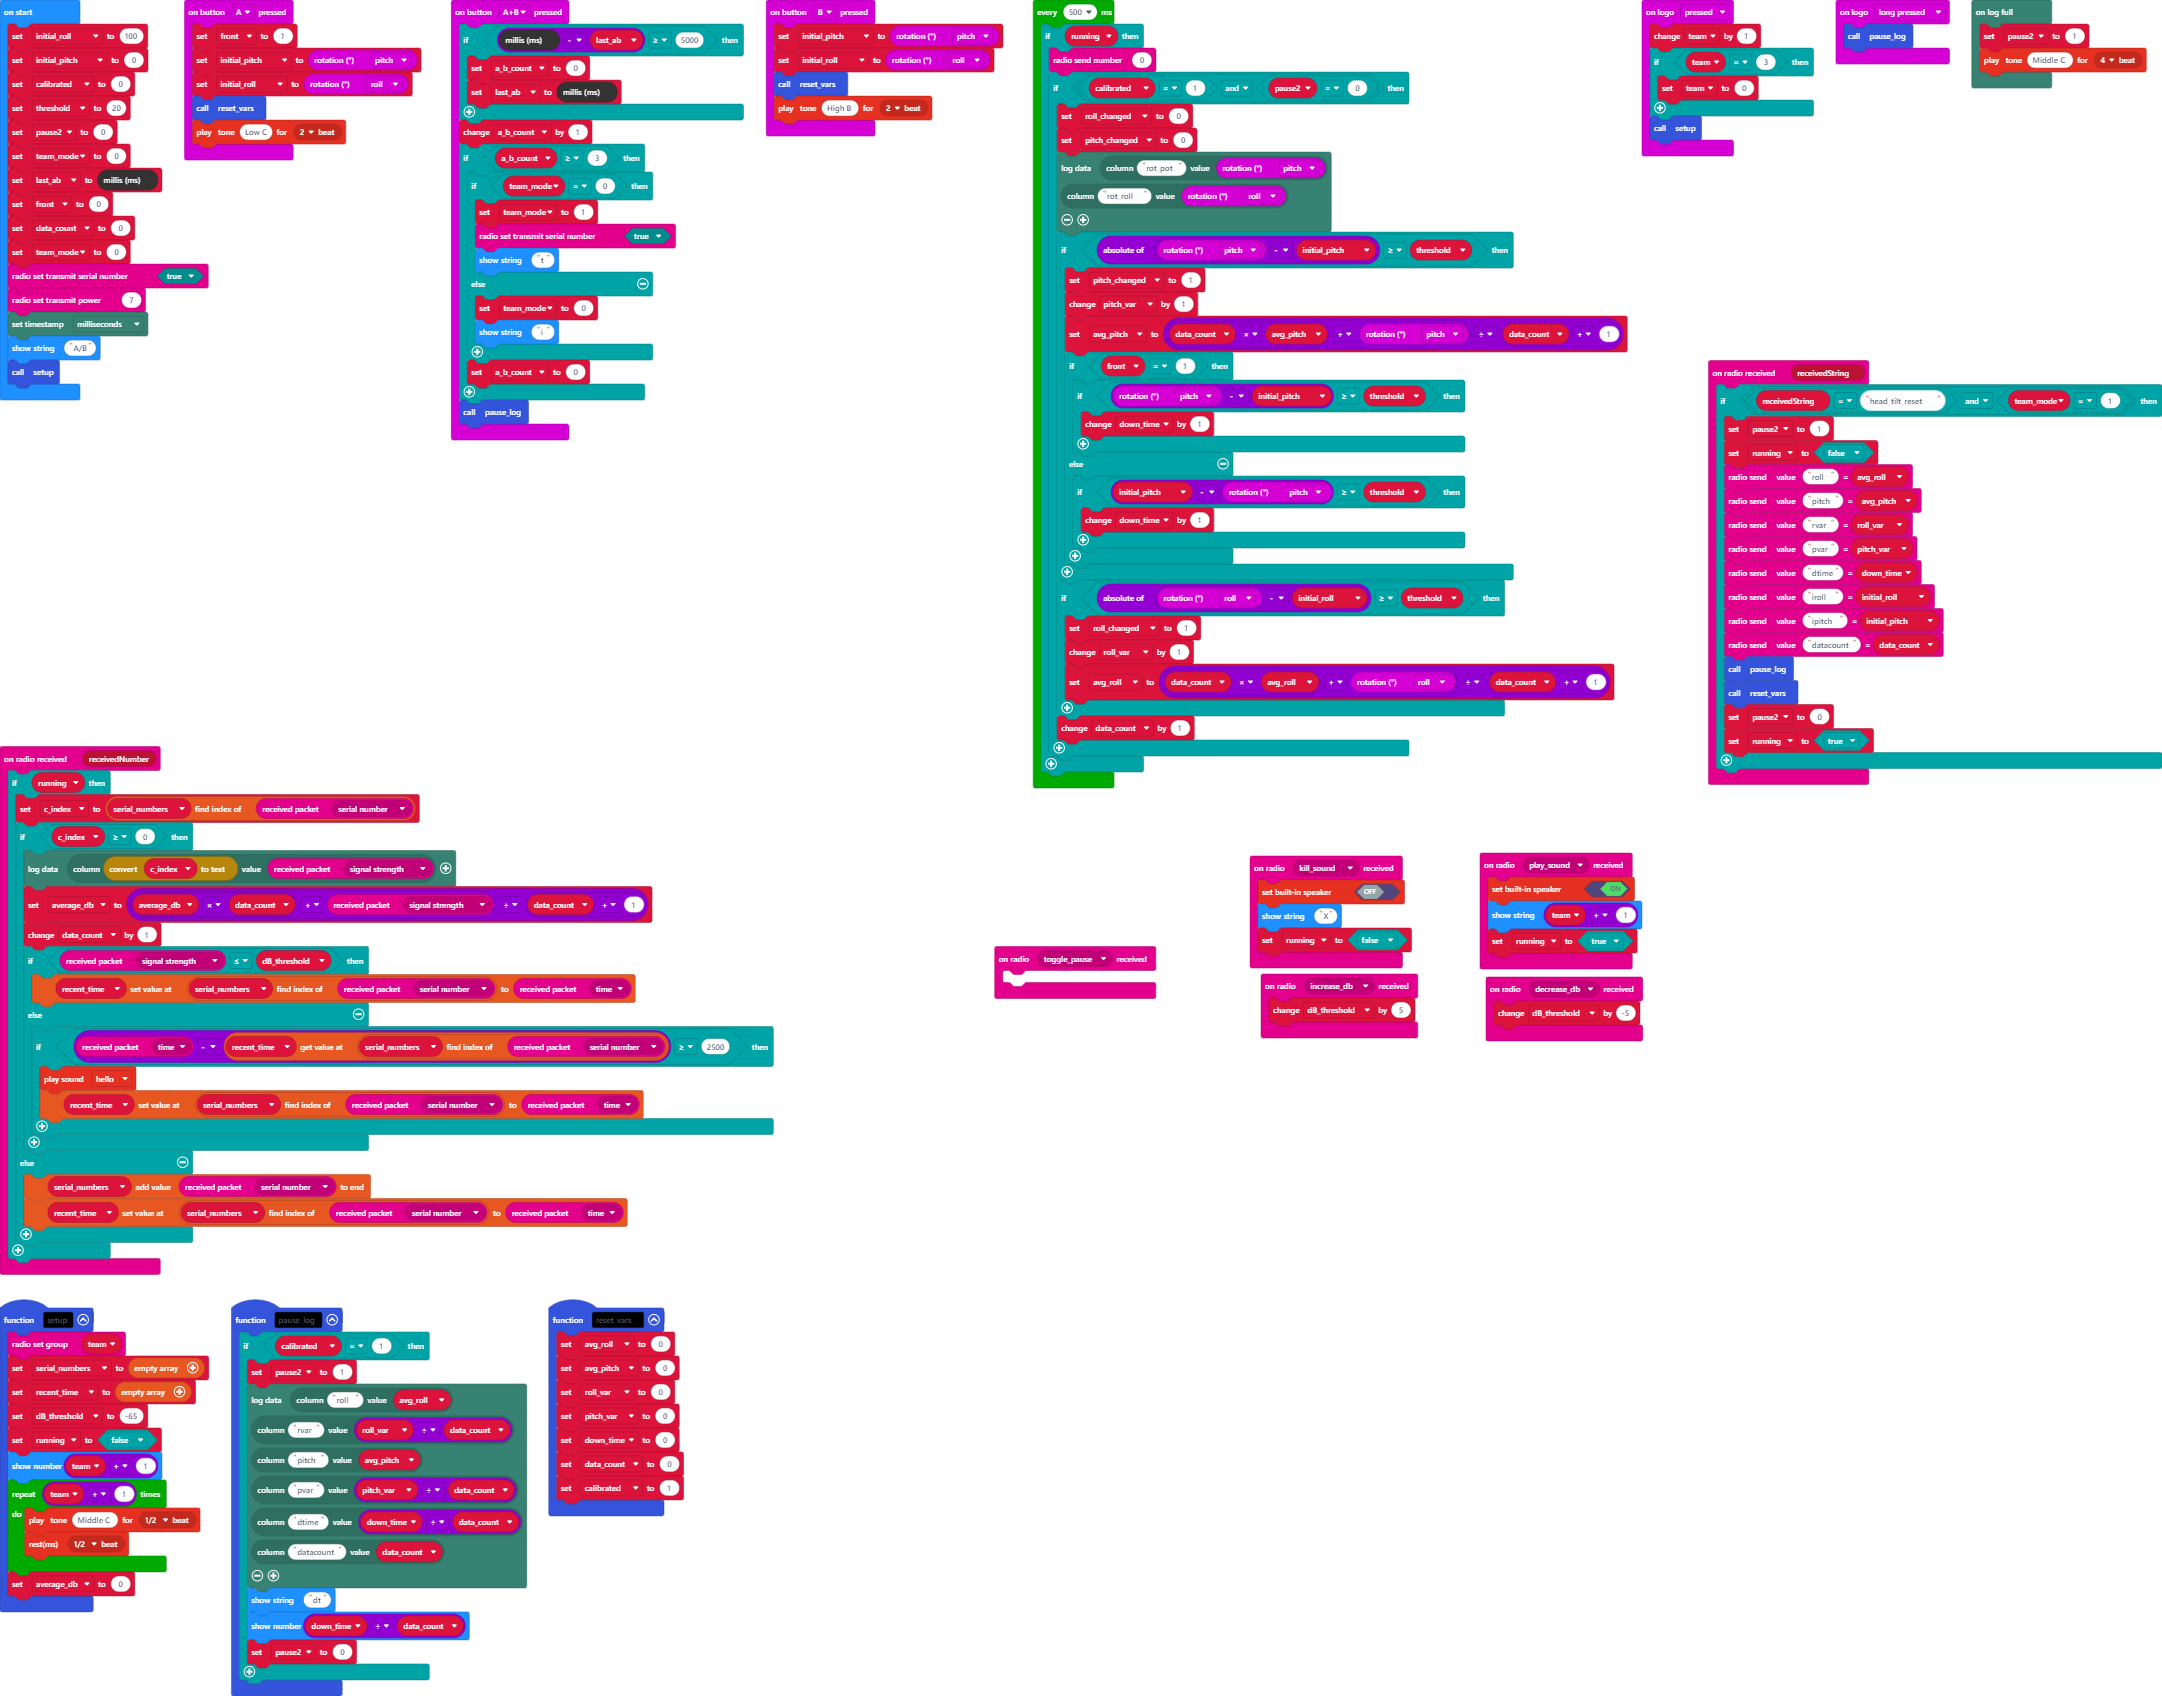 on start
set initial_roll to 100
set initial_pitch to 0
set calibrated to 0
set threshold to 20
set pause2 to 0
set team_mode to 0
set last_ab to millis (ms)
set front to 0
set data_count to 0
set team_mode to 0
radio set transmit serial number true
radio set transmit power 7
set timestamp milliseconds
show string "A/B"
call setup
on button A pressed
set front to 1
set initial_pitch to rotation (°) pitch
set initial_roll to rotation (°) roll
call reset_vars
play tone Low C for 2 beat
on button A+B pressed
if millis (ms) - last_ab ≥ 5000 then
set a_b_count to 0
set last_ab to millis (ms)
change a_b_count by 1
if a_b_count ≥ 3 then
if team_mode = 0 then
set team_mode to 1
radio set transmit serial number true
show string "t"
else
set team_mode to 0
show string "i"
set a_b_count to 0
call pause_log
on button B pressed
set initial_pitch to rotation (°) pitch
set initial_roll to rotation (°) roll
call reset_vars
play tone High B for 2 beat
every 500 ms
if running then
radio send number 0
if calibrated = 1 and pause2 = 0 then
set roll_changed to 0
set pitch_changed to 0
log data column "rot_pot" value rotation (°) pitch
column "rot_roll" value rotation (°) roll
if absolute of rotation (°) pitch - initial_pitch ≥ threshold then
set pitch_changed to 1
change pitch_var by 1
set avg_pitch to data_count × avg_pitch + rotation (°) pitch ÷ data_count + 1
if front = 1 then
if rotation (°) pitch - initial_pitch ≥ threshold then
change down_time by 1
else
if initial_pitch - rotation (°) pitch ≥ threshold then
change down_time by 1
if absolute of rotation (°) roll - initial_roll ≥ threshold then
set roll_changed to 1
change roll_var by 1
set avg_roll to data_count × avg_roll + rotation (°) roll ÷ data_count + 1
change data_count by 1
on logo pressed
change team by 1
if team = 3 then
set team to 0
call setup
on logo long pressed
call pause_log
on log full
set pause2 to 1
play tone Middle C for 4 beat
on radio received receivedString
if receivedString = "head tilt reset" and team_mode = 1 then
set pause2 to 1
set running to false
radio send value "roll" = avg_roll
radio send value "pitch" = avg_pitch
radio send value "rvar" = roll_var
radio send value "pvar" = pitch_var
radio send value "dtime" = down_time
radio send value "iroll" = initial_roll
radio send value "ipitch" = initial_pitch
radio send value "datacount" = data_count
call pause_log
call reset_vars
set pause2 to 0
set running to true
on radio received receivedNumber
if running then
set c_index to serial_numbers find index of received packet serial number
if c_index ≥ 0 then
log data column convert c_index to text value received packet signal strength
set average_db to average_db × data_count + received packet signal strength ÷ data_count + 1
change data_count by 1
if received packet signal strength ≤ dB_threshold then
recent_time set value at serial_numbers find index of received packet serial number to received packet time
else
if received packet time - recent_time get value at serial_numbers find index of received packet serial number ≥ 2500 then
play sound hello
recent_time set value at serial_numbers find index of received packet serial number to received packet time
else
serial_numbers add value received packet serial number to end
recent_time set value at serial_numbers find index of received packet serial number to received packet time
on radio toggle_pause received
on radio kill_sound received
set built-in speaker OFF
show string "X"
set running to false
on radio play_sound received
set built-in speaker ON
show string team + 1
set running to true
on radio increase_db received
change dB_threshold by 5
on radio decrease_db received
change dB_threshold by -5
function setup
radio set group team
set serial_numbers to empty array
set recent_time to empty array
set dB_threshold to -65
set running to false
show number team + 1
repeat team + 1 times
do play tone Middle C for 1/2 beat
rest(ms) 1/2 beat
set average_db to 0
function pause_log
if calibrated = 1 then
set pause2 to 1
log data column "roll" value avg_roll
column "rvar" value roll_var ÷ data_count
column "pitch" value avg_pitch
column "pvar" value pitch_var ÷ data_count
column "dtime" value down_time ÷ data_count
column "datacount" value data_count
show string "dt"
show number down_time ÷ data_count
set pause2 to 0
function reset_vars
set avg_roll to 0
set avg_pitch to 0
set roll_var to 0
set pitch_var to 0
set down_time to 0
set data_count to 0
set calibrated to 1